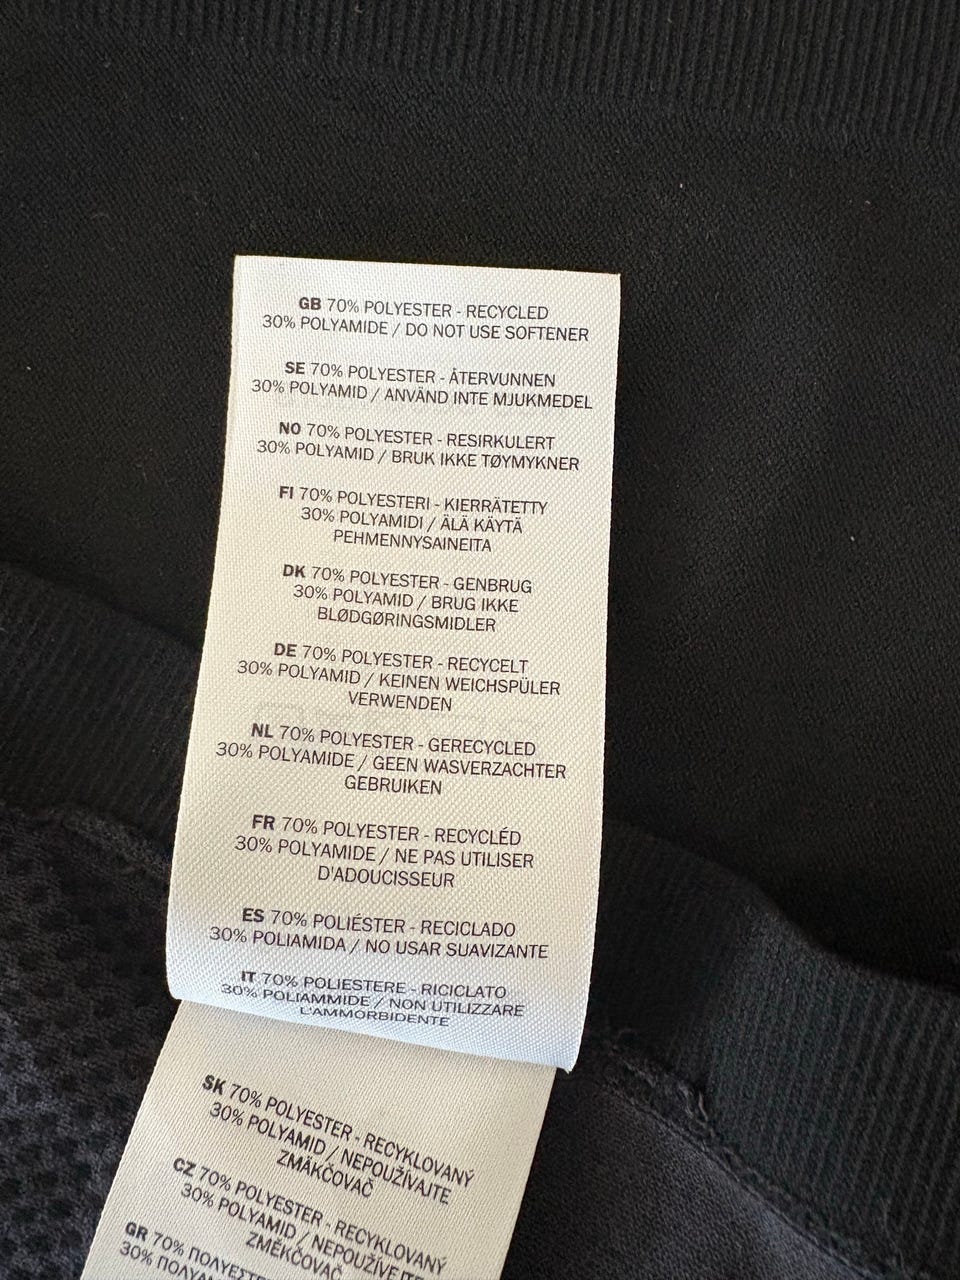 GB 70% POLYESTER - RECYCLED
30% POLYAMIDE / DO NOT USE SOFTENER
SE 70% POLYESTER - ÅTERVUNNEN
30% POLYAMID / ANVÄND INTE MJUKMEDEL
NO 70% POLYESTER - RESIRKULERT
30% POLYAMID / BRUK IKKE TØYMYKNER
FI 70% POLYESTERI - KIERRÄTETTY
30% POLYAMIDI / ÄLÄ KÄYTÄ
PEHMENNYSAINEITA
DK 70% POLYESTER - GENBRUG
30% POLYAMID / BRUG IKKE
BLØDGØRINGSMIDLER
DE 70% POLYESTER - RECYCELT
30% POLYAMID / KEINEN WEICHSPÜLER
VERWENDEN
NL 70% POLYESTER - GERECYCLED
30% POLYAMIDE / GEEN WASVERZACHTER
GEBRUIKEN
FR 70% POLYESTER - RECYCLÉD
30% POLYAMIDE / NE PAS UTILISER
D'ADOUCISSEUR
ES 70% POLIÉSTER - RECICLADO
30% POLIAMIDA / NO USAR SUAVIZANTE
IT 70% POLIESTERE - RICICLATO
30% POLIAMMIDE / NON UTILIZZARE
L'AMMORBIDENTE
SK 70% POLYESTER - RECYKLOVANÝ
30% POLYAMID / NEPOUŽÍVAJTE
ZMÄKČOVAČ
CZ 70% POLYESTER - RECYKLOVANÝ
30% POLYAMID / NEPOUŽÍVEJTE
ZMĚKČOVAČ
GR 70% ΠΟΛΥΕΣΤ
30% ΠΟΛΥΑΜ